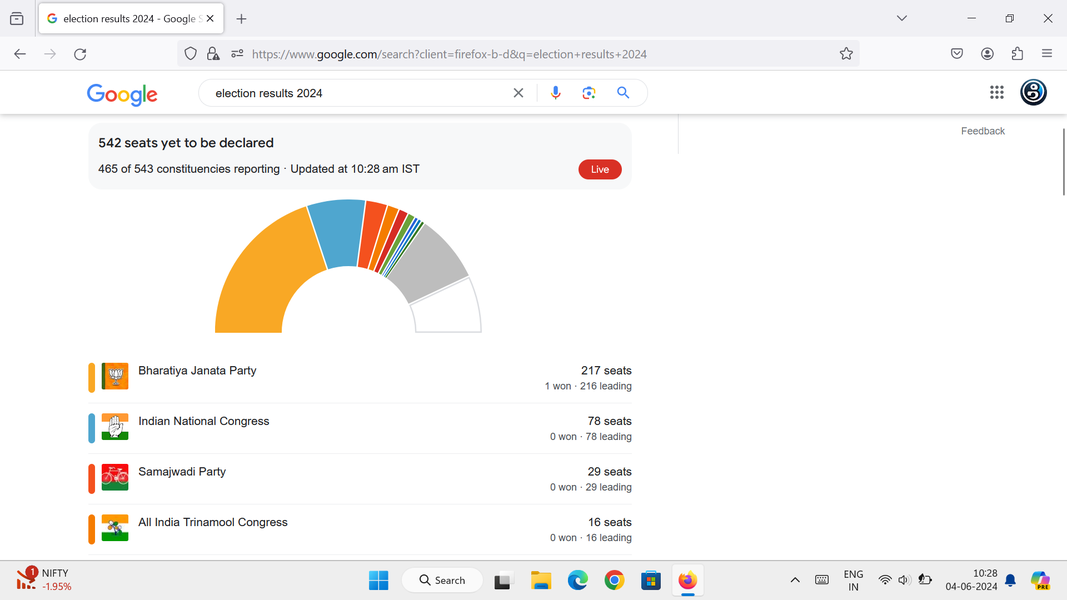 election results 2024 - Google S
https://www.google.com/search?client=firefox-b-d&q=election+results+2024
Google
election results 2024
Feedback
542 seats yet to be declared
465 of 543 constituencies reporting · Updated at 10:28 am IST
Live
Bharatiya Janata Party
217 seats
1 won · 216 leading
Indian National Congress
78 seats
0 won · 78 leading
Samajwadi Party
29 seats
0 won · 29 leading
All India Trinamool Congress
16 seats
0 won · 16 leading
1
NIFTY
-1.95%
Search
ENG
IN
10:28
04-06-2024
PRE